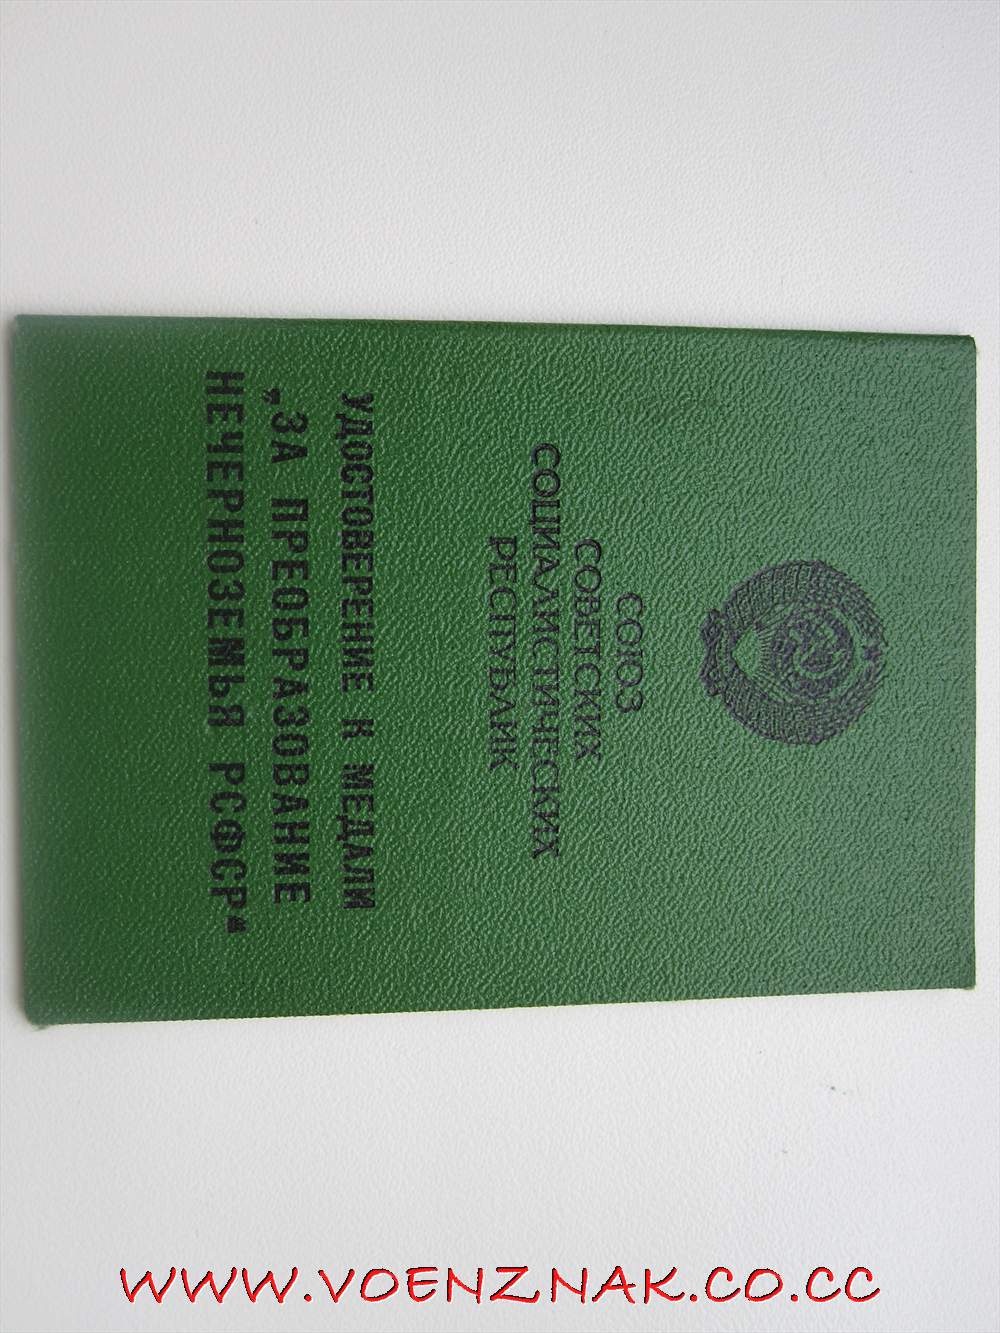 СОЮЗ
СОВЕТСКИХ
СОЦИАЛИСТИЧЕСКИХ
РЕСПУБЛИК
УДОСТОВЕРЕНИЕ К МЕДАЛИ
„ЗА ПРЕОБРАЗОВАНИЕ
НЕЧЕРНОЗЕМЬЯ РСФСР“
WWW.VOENZNAK.CO.CC